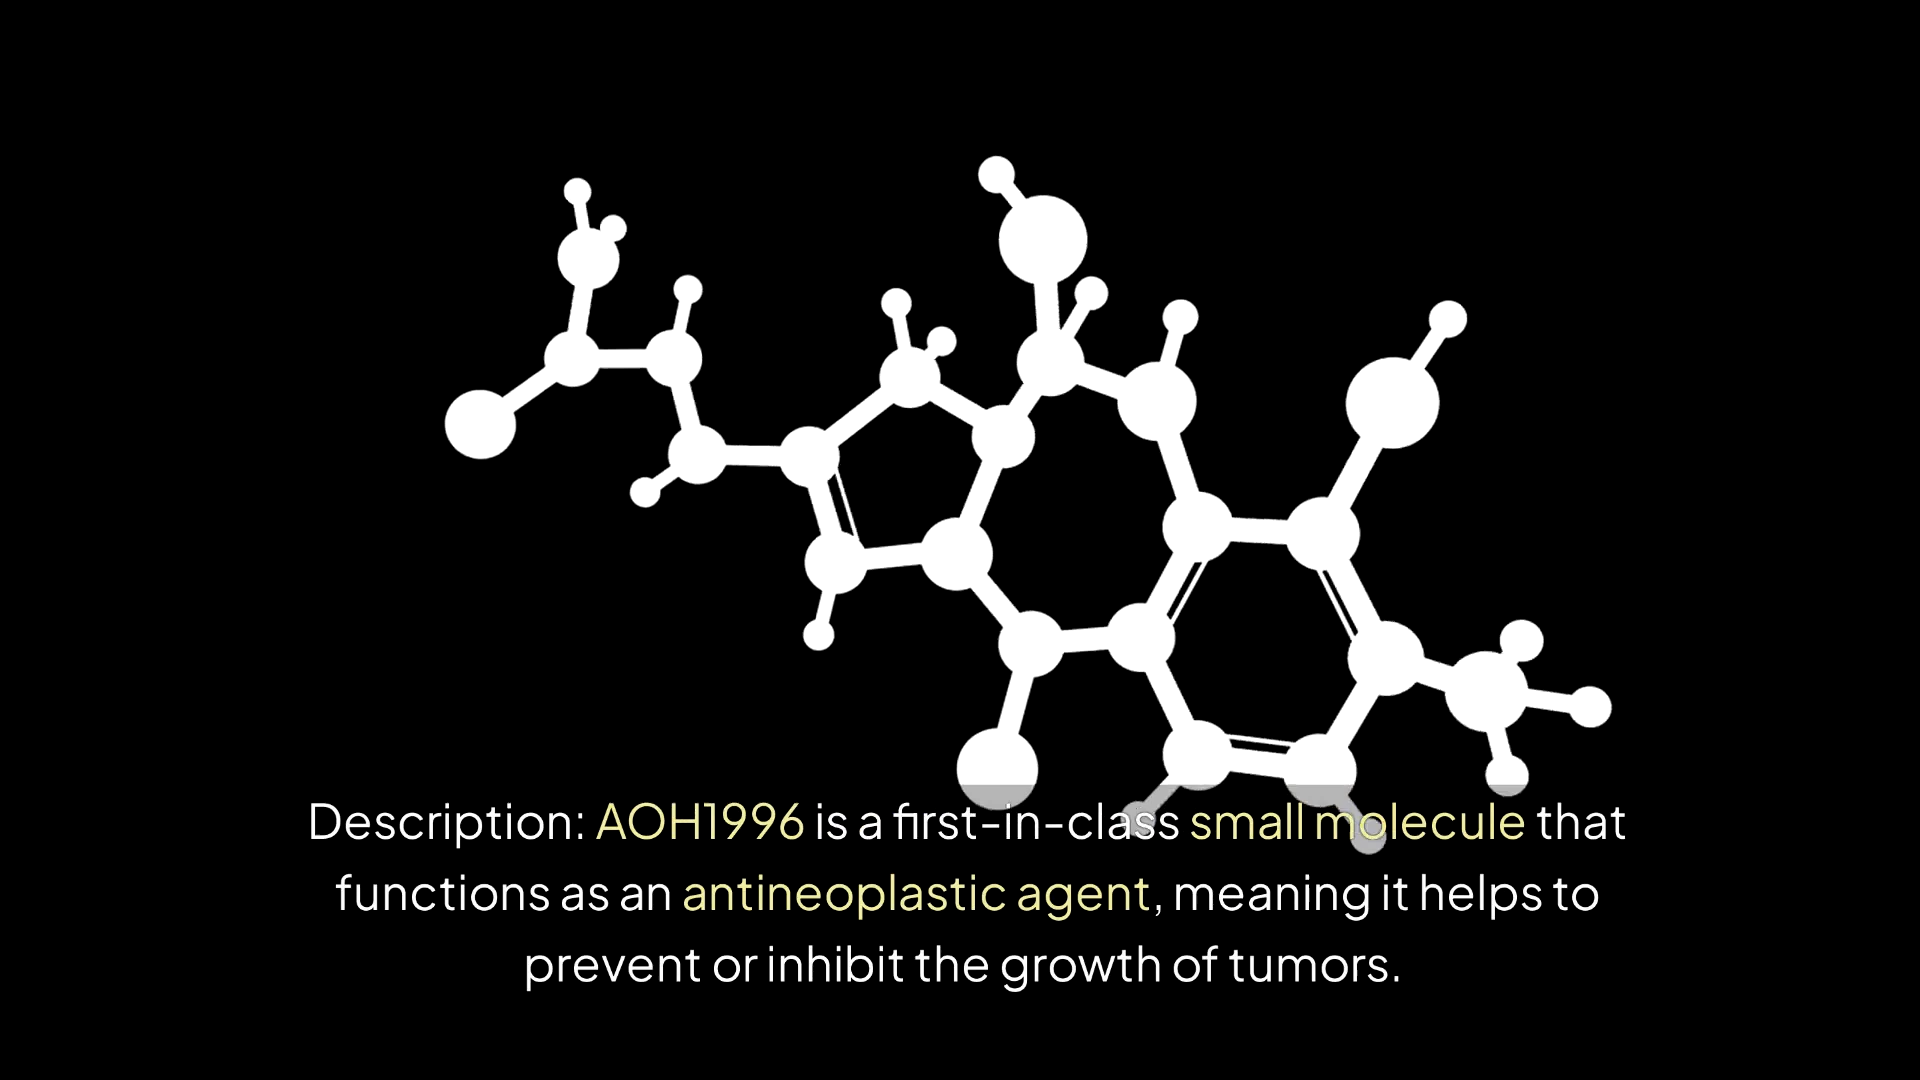 Description: AOH1996 is a first-in-class small molecule that
functions as an antineoplastic agent, meaning it helps to
prevent or inhibit the growth of tumors.